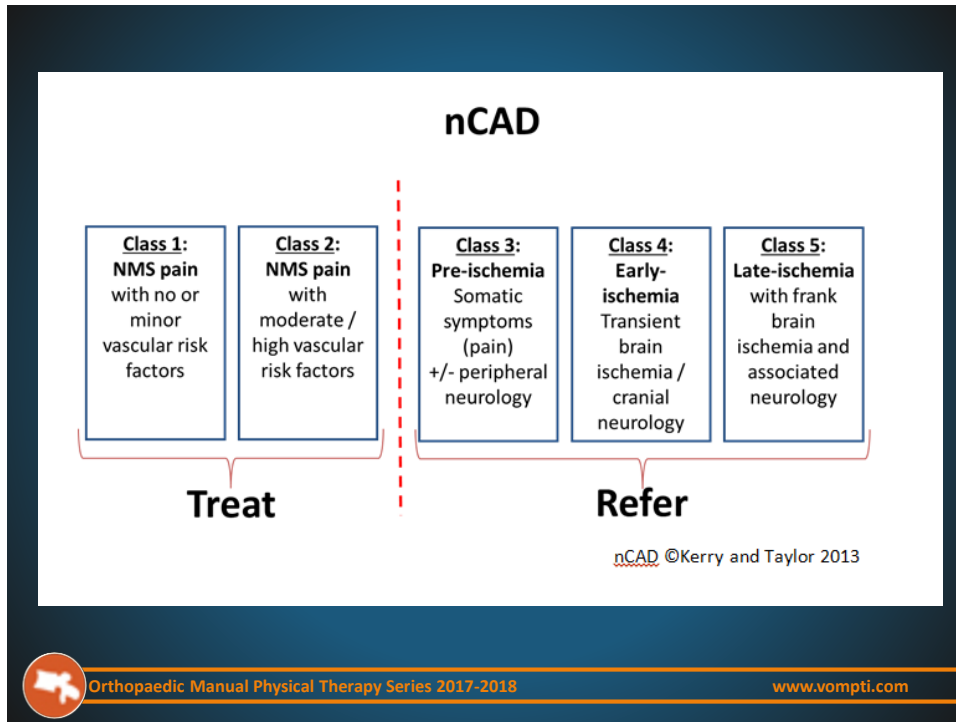 nCAD
Class 1:
NMS pain
with no or
minor
vascular risk
factors
Class 2:
NMS pain
with
moderate /
high vascular
risk factors
Class 3:
Pre-ischemia
Somatic
symptoms
(pain)
+/- peripheral
neurology
Class 4:
Early-
ischemia
Transient
brain
ischemia /
cranial
neurology
Class 5:
Late-ischemia
with frank
brain
ischemia and
associated
neurology
Treat
Refer
nCAD ©Kerry and Taylor 2013
Orthopaedic Manual Physical Therapy Series 2017-2018
www.vompti.com